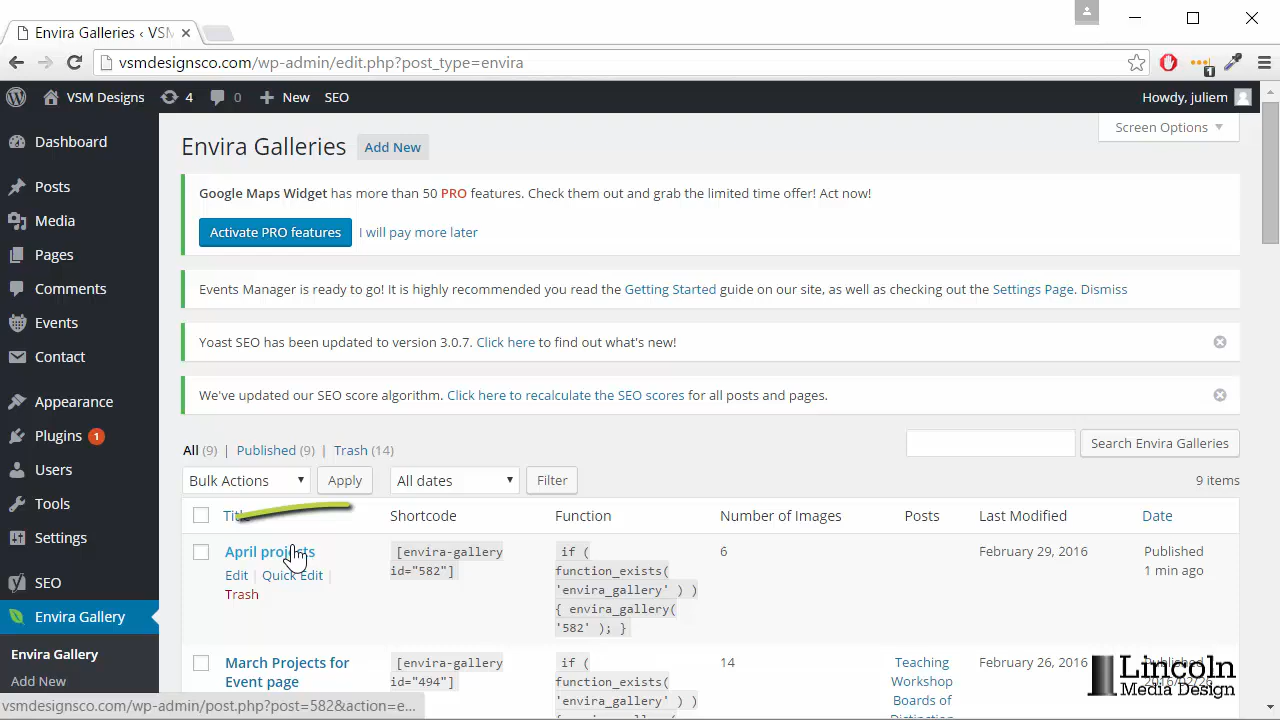 Envira Galleries ‹ VSM
vsmdesignsco.com/wp-admin/edit.php?post_type=envira
VSM Designs 4 0 New SEO Howdy, juliem
Screen Options
Dashboard
Posts
Media
Pages
Comments
Events
Contact
Appearance
Plugins 1
Users
Tools
Settings
SEO
Envira Gallery
Envira Gallery
Add New
Envira Galleries Add New
Google Maps Widget has more than 50 PRO features. Check them out and grab the limited time offer! Act now!
Activate PRO features I will pay more later
Events Manager is ready to go! It is highly recommended you read the Getting Started guide on our site, as well as checking out the Settings Page. Dismiss
Yoast SEO has been updated to version 3.0.7. Click here to find out what's new!
We've updated our SEO score algorithm. Click here to recalculate the SEO scores for all posts and pages.
All (9) | Published (9) | Trash (14)
Search Envira Galleries
Bulk Actions Apply All dates Filter 9 items
Title Shortcode Function Number of Images Posts Last Modified Date
April projects
Edit | Quick Edit |
Trash
[envira-gallery
id="582"]
if (
function_exists(
'envira_gallery' ) )
{ envira_gallery(
'582' ); }
6
February 29, 2016
Published
1 min ago
March Projects for
Event page
[envira-gallery
id="494"]
if (
function_exists(
'envira_gallery' ) )
14
Teaching
Workshop
Boards of
Distinction
February 26, 2016
Published
2016/02/26
vsmdesignsco.com/wp-admin/post.php?post=582&action=e...
1
Lincoln
Media Design